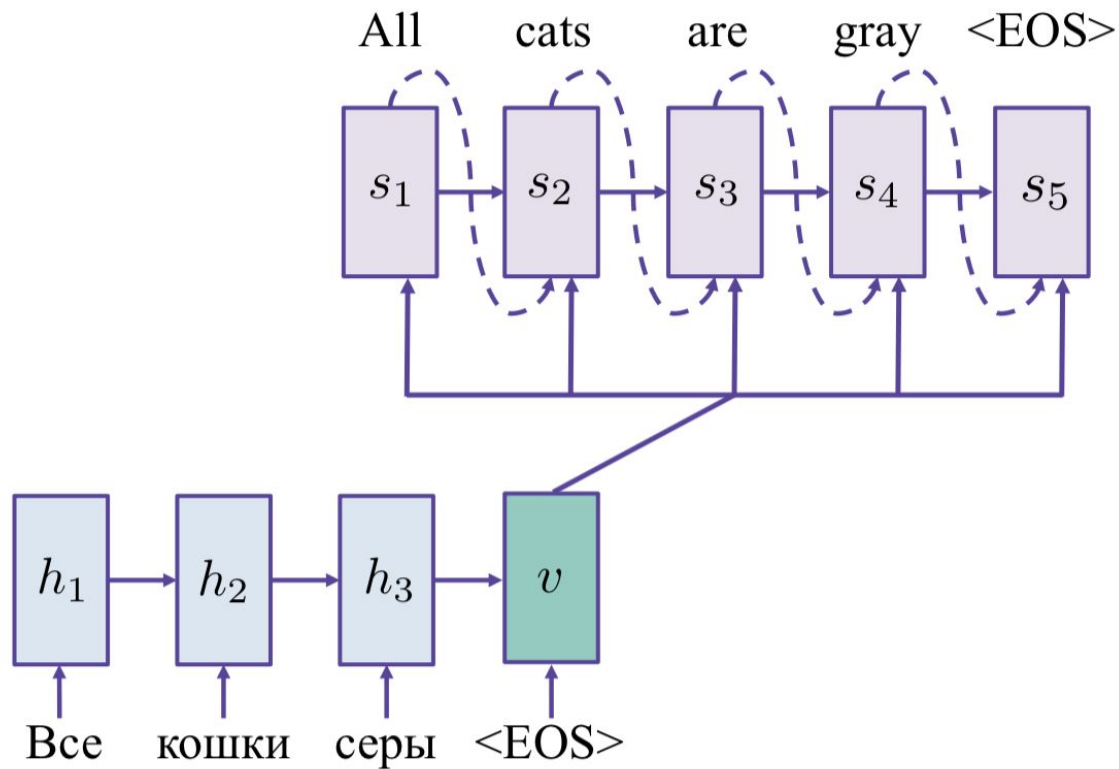 All cats are gray <EOS>
s₁ s₂ s₃ s₄ s₅
h₁ h₂ h₃ v
Все кошки серы <EOS>